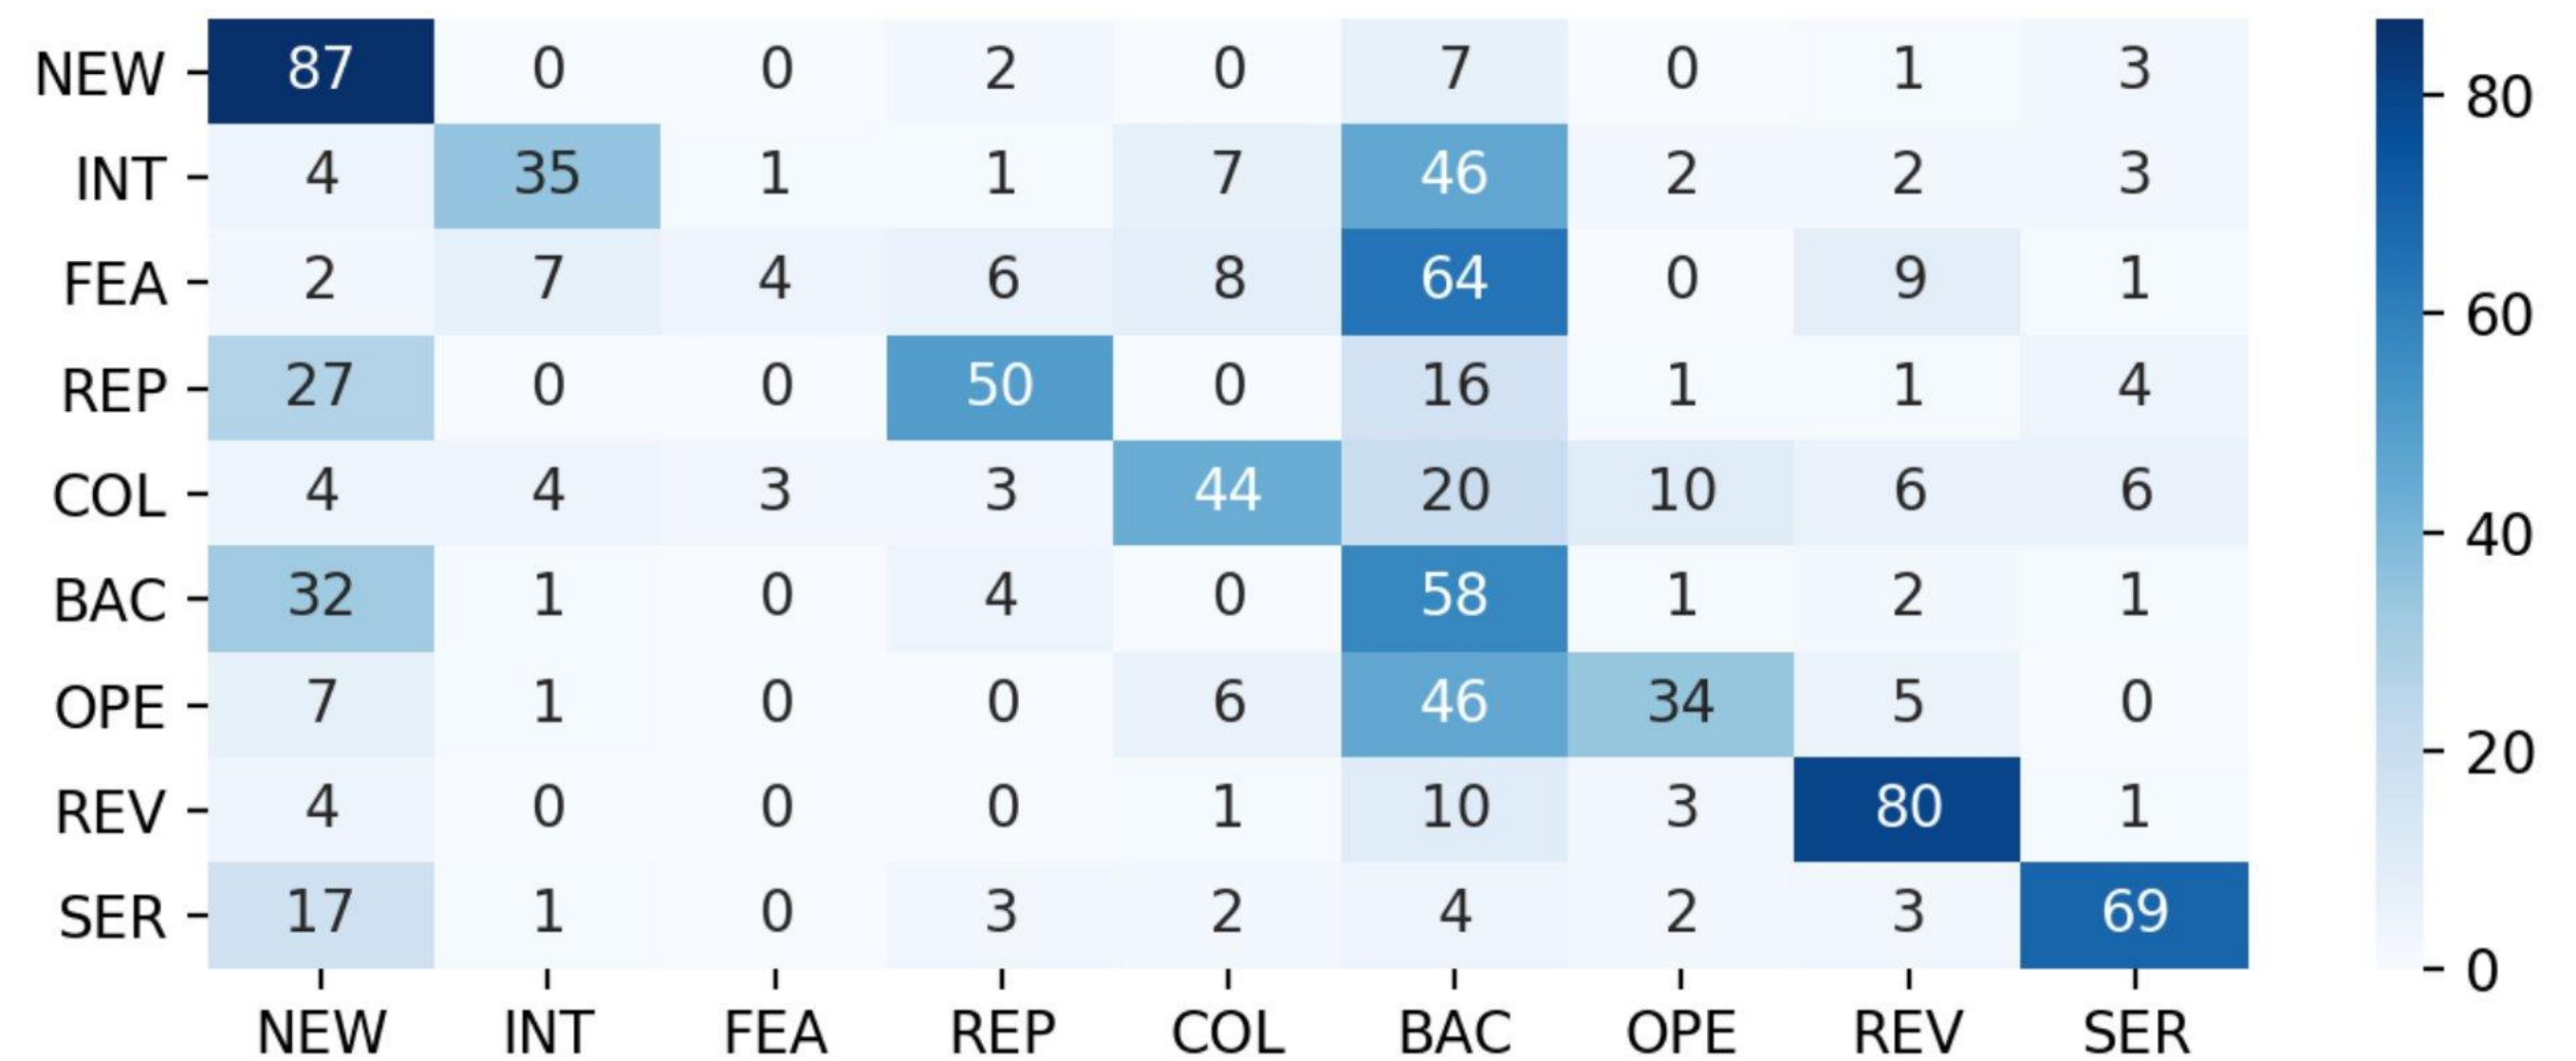 NEW 87 0 0 2 0 7 0 1 3
80
INT 4 35 1 1 7 46 2 2 3
FEA 2 7 4 6 8 64 0 9 1
60
REP 27 0 0 50 0 16 1 1 4
COL 4 4 3 3 44 20 10 6 6
40
BAC 32 1 0 4 0 58 1 2 1
OPE 7 1 0 0 6 46 34 5 0
20
REV 4 0 0 0 1 10 3 80 1
SER 17 1 0 3 2 4 2 3 69
0
NEW INT FEA REP COL BAC OPE REV SER